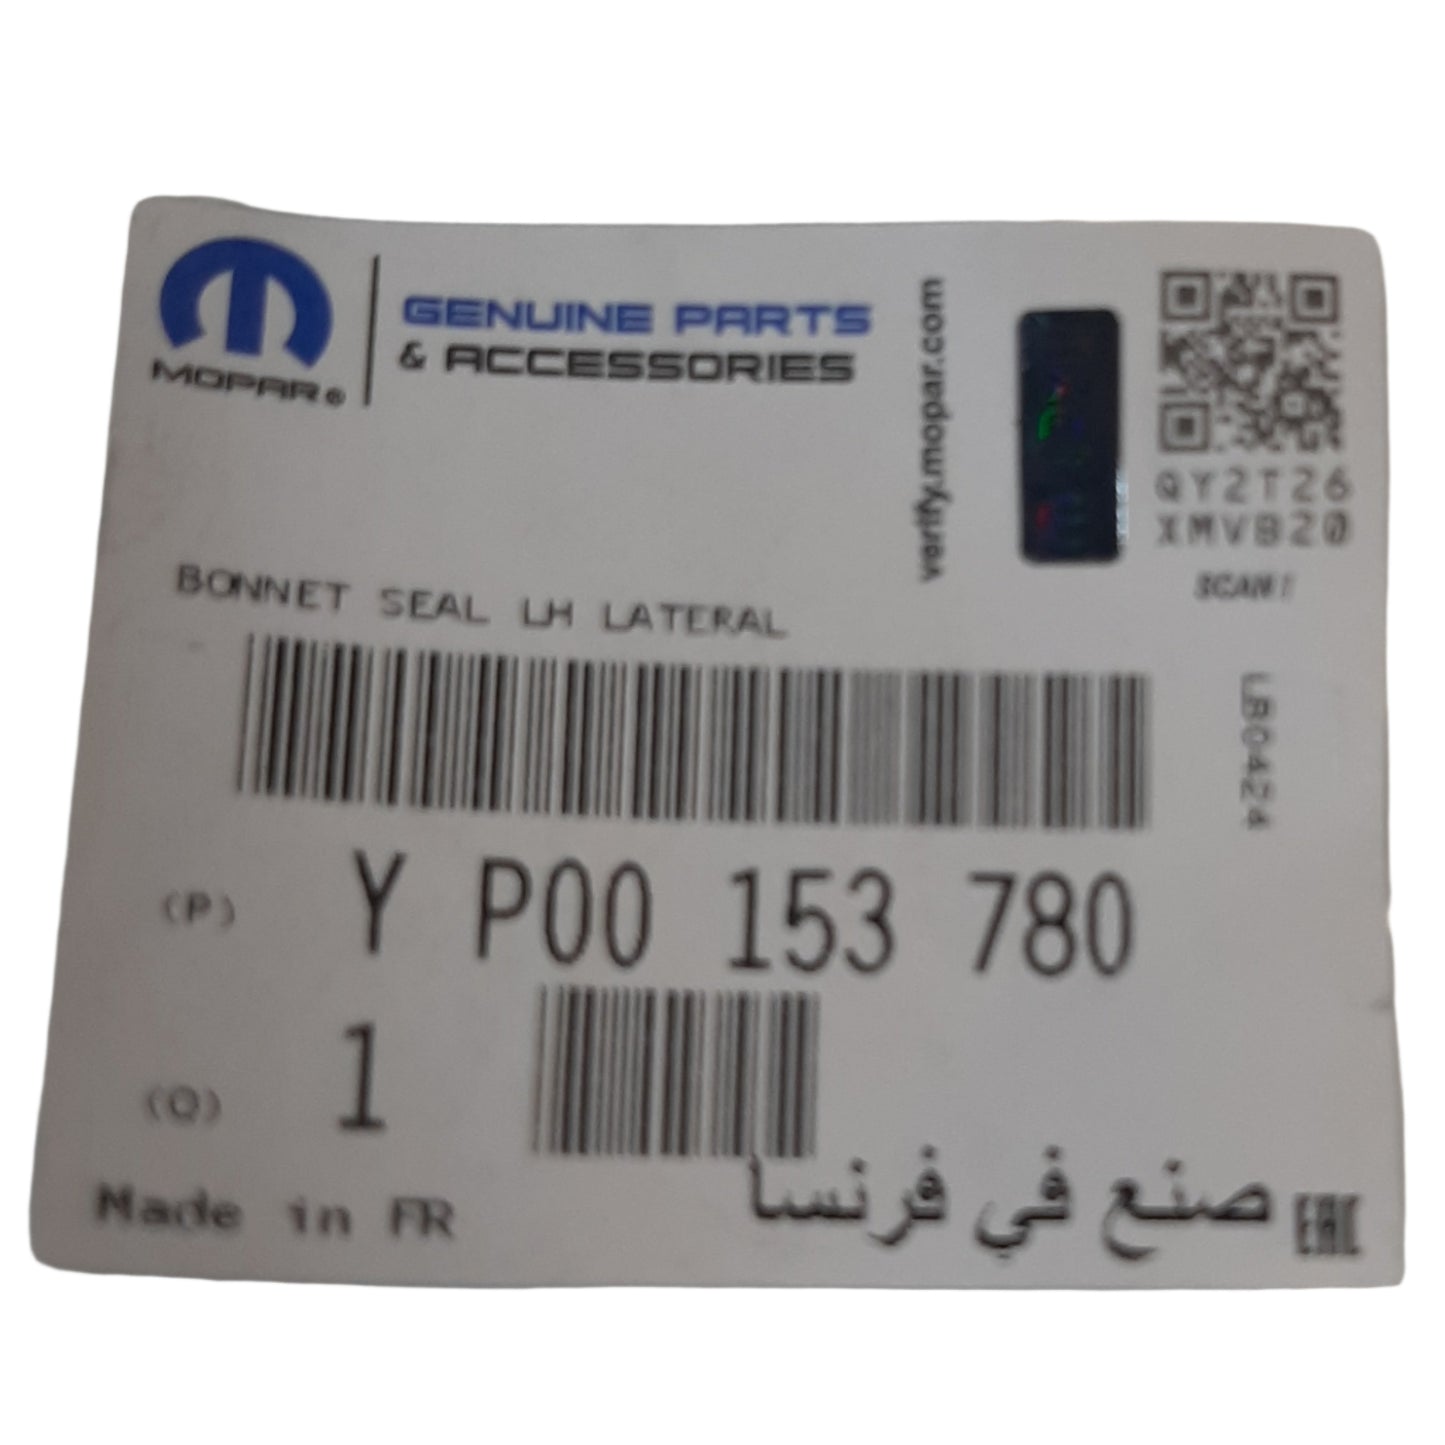 MOPAR®
GENUINE PARTS
& ACCESSORIES
verify.mopar.com
QY2T26
XMVB20
SCAN!
BONNET SEAL LH LATERAL
LB0424
(P) Y P00 153 780
(Q) 1
Made in FR
صنع في فرنسا
EAC